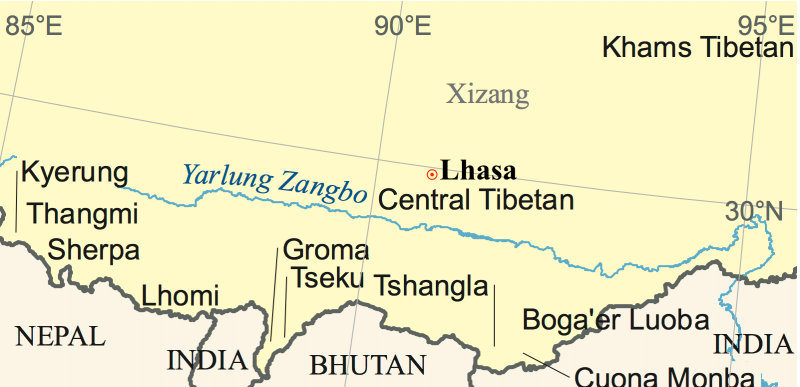 85°E
90°E
95°E
Khams Tibetan
Xizang
Lhasa
Kyerung
Yarlung Zangbo
Central Tibetan
Thangmi
30°N
Sherpa
Groma
Tseku
Tshangla
Lhomi
Boga'er Luoba
NEPAL
INDIA
BHUTAN
INDIA
Cuona Monba